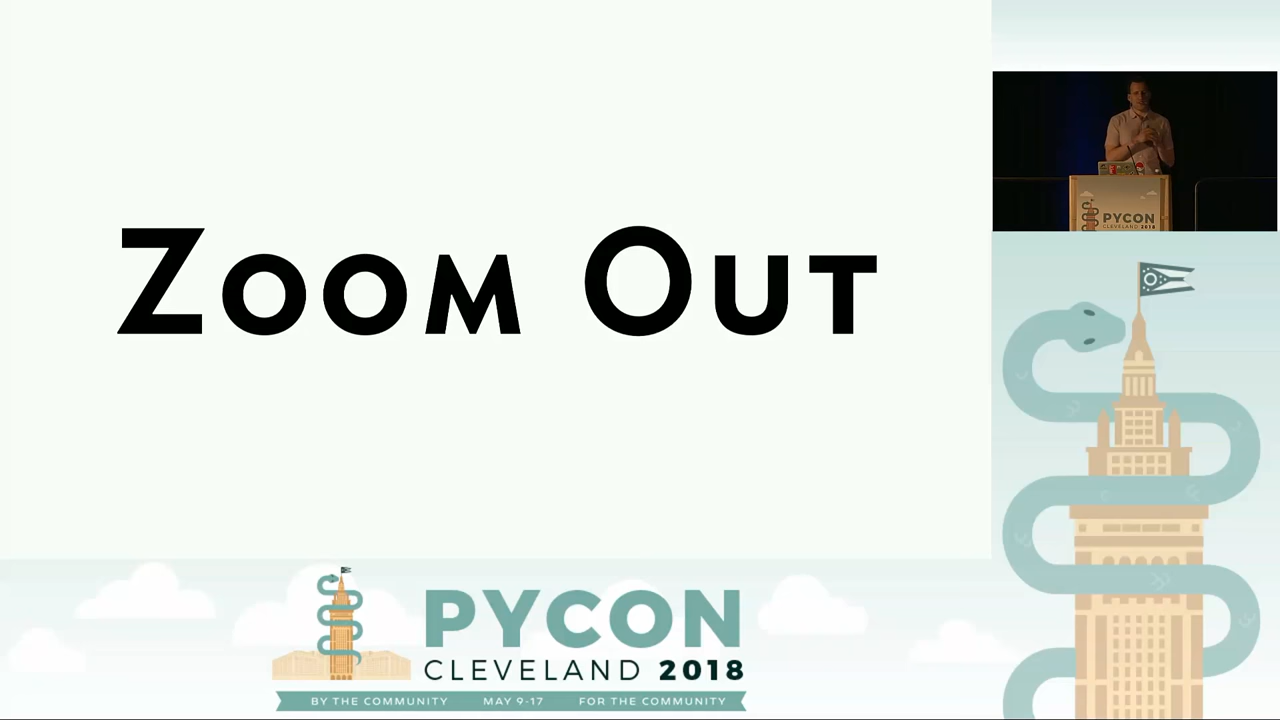 Zoom Out
PYCON
CLEVELAND 2018
PYCON
CLEVELAND 2018
BY THE COMMUNITY MAY 9-17 FOR THE COMMUNITY